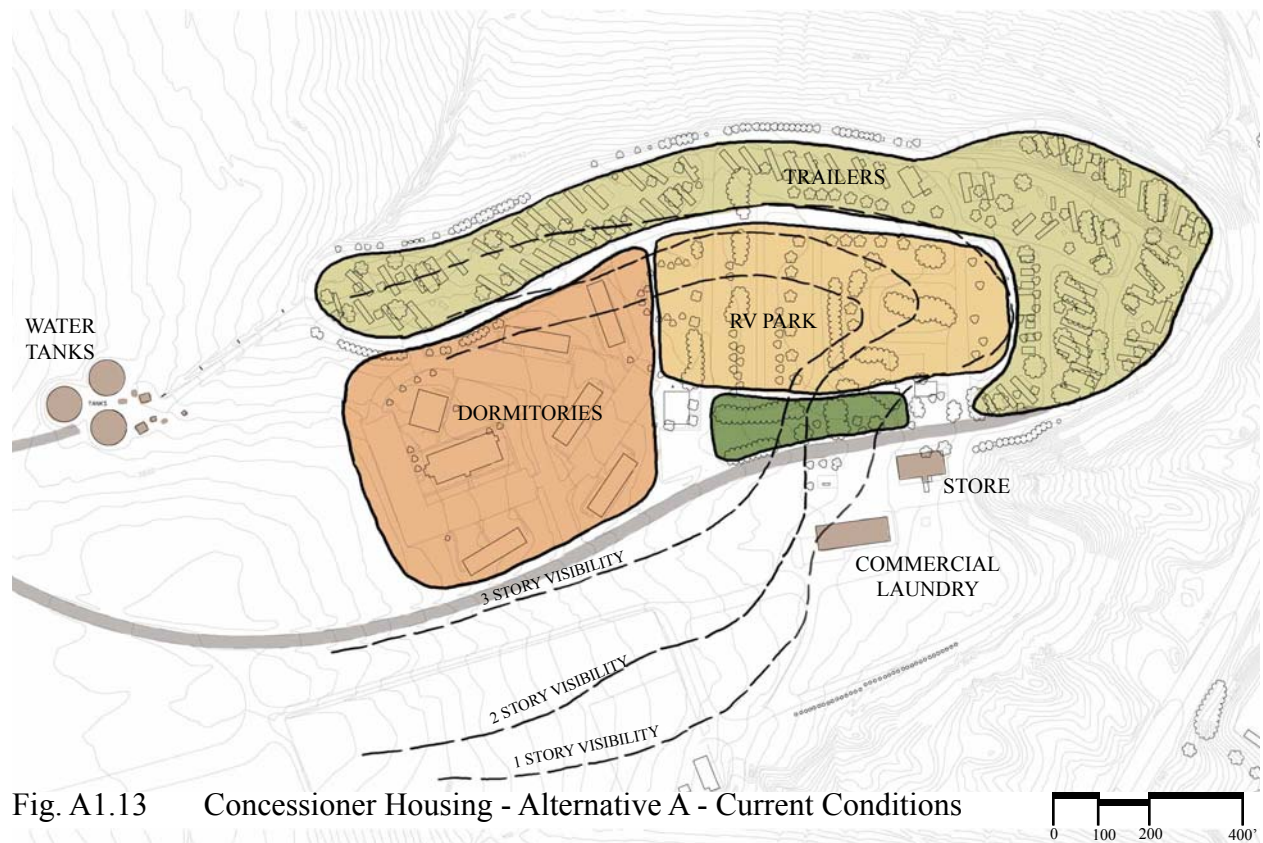 TRAILERS
RV PARK
WATER
TANKS
TANKS
DORMITORIES
STORE
COMMERCIAL
LAUNDRY
3 STORY VISIBILITY
2 STORY VISIBILITY
1 STORY VISIBILITY
Fig. A1.13 Concessioner Housing - Alternative A - Current Conditions
0 100 200 400'